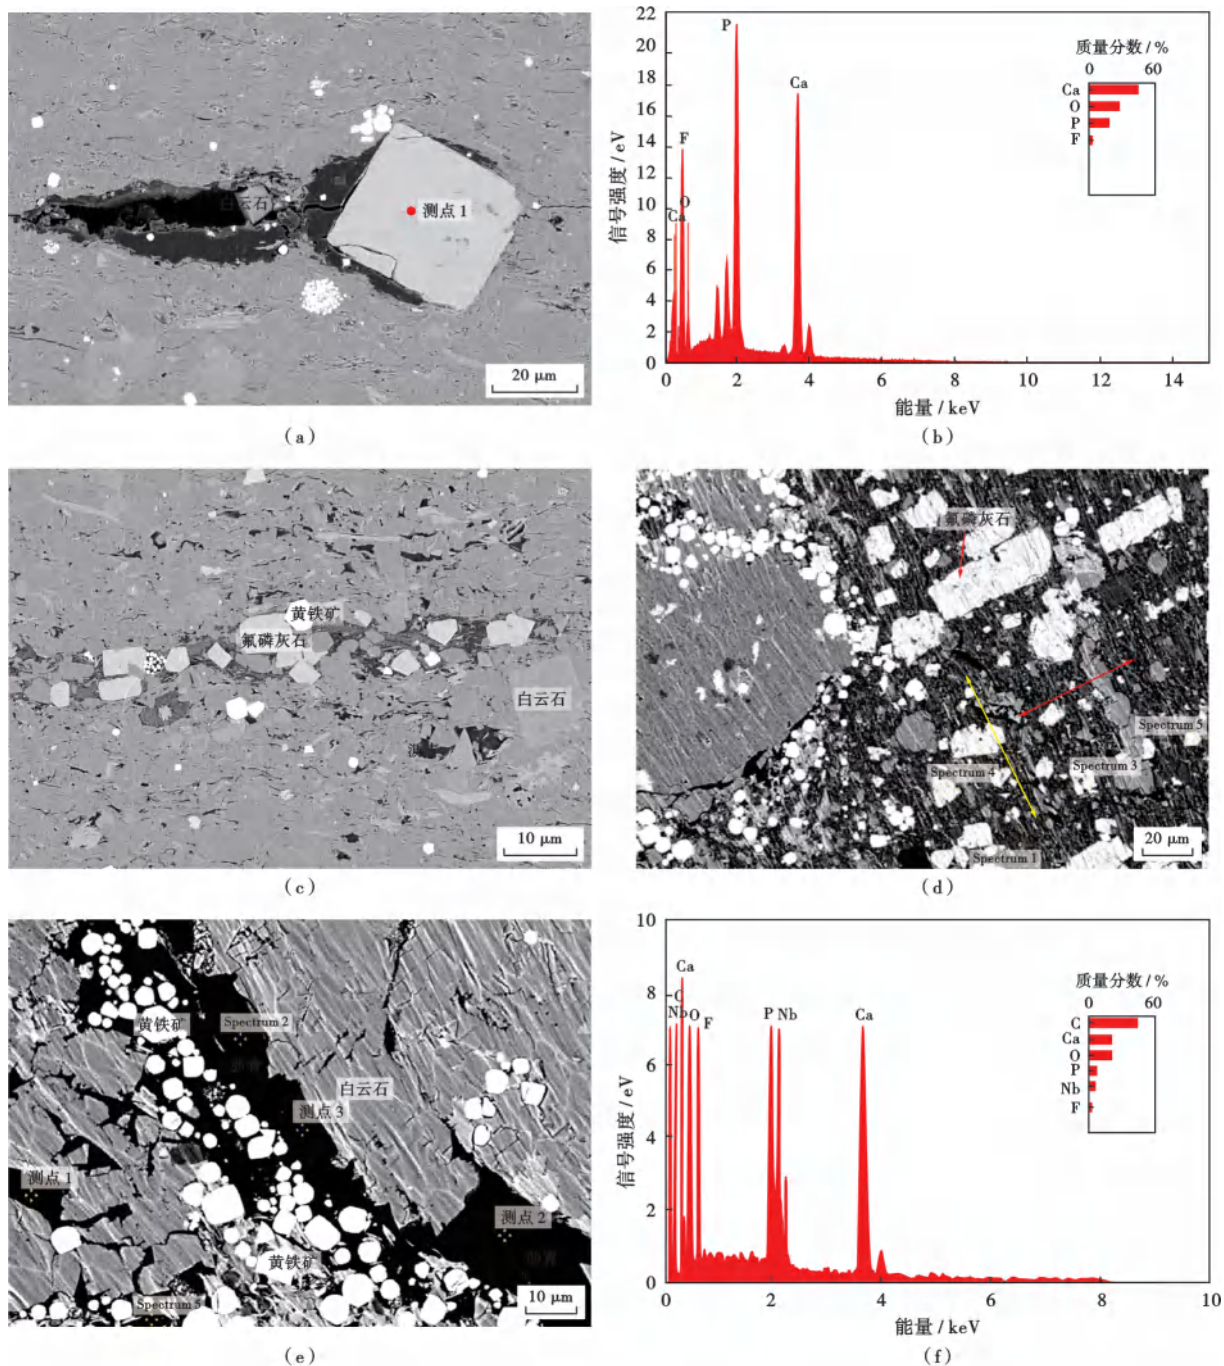 白云石
测点 1
20 μm
(a)
22
20
18
16
14
12
10
8
6
4
2
0
信号强度 / eV
P
Ca
F
O
Ca
质量分数 / %
0 60
Ca
O
P
F
0 2 4 6 8 10 12 14
能量 / keV
(b)
黄铁矿
氟磷灰石
白云石
10 μm
(c)
氟磷灰石
Spectrum 5
Spectrum 3
Spectrum 4
Spectrum 1
20 μm
(d)
黄铁矿
Spectrum 2
白云石
测点 3
测点 1
测点 2
黄铁矿
Spectrum 5
10 μm
(e)
10
8
6
4
2
0
信号强度 / eV
Ca
C
Nb
O
F
P
Nb
Ca
质量分数 / %
0 60
C
Ca
O
P
Nb
F
0 2 4 6 8 10
能量 / keV
(f)